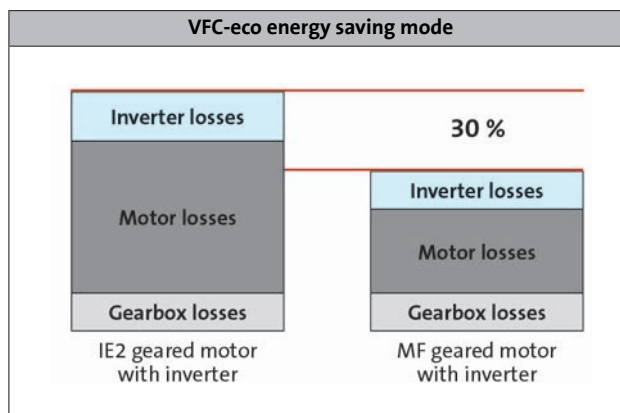 VFC-eco energy saving mode
Inverter losses
30 %
Inverter losses
Motor losses
Motor losses
Gearbox losses
Gearbox losses
IE2 geared motor
with inverter
MF geared motor
with inverter